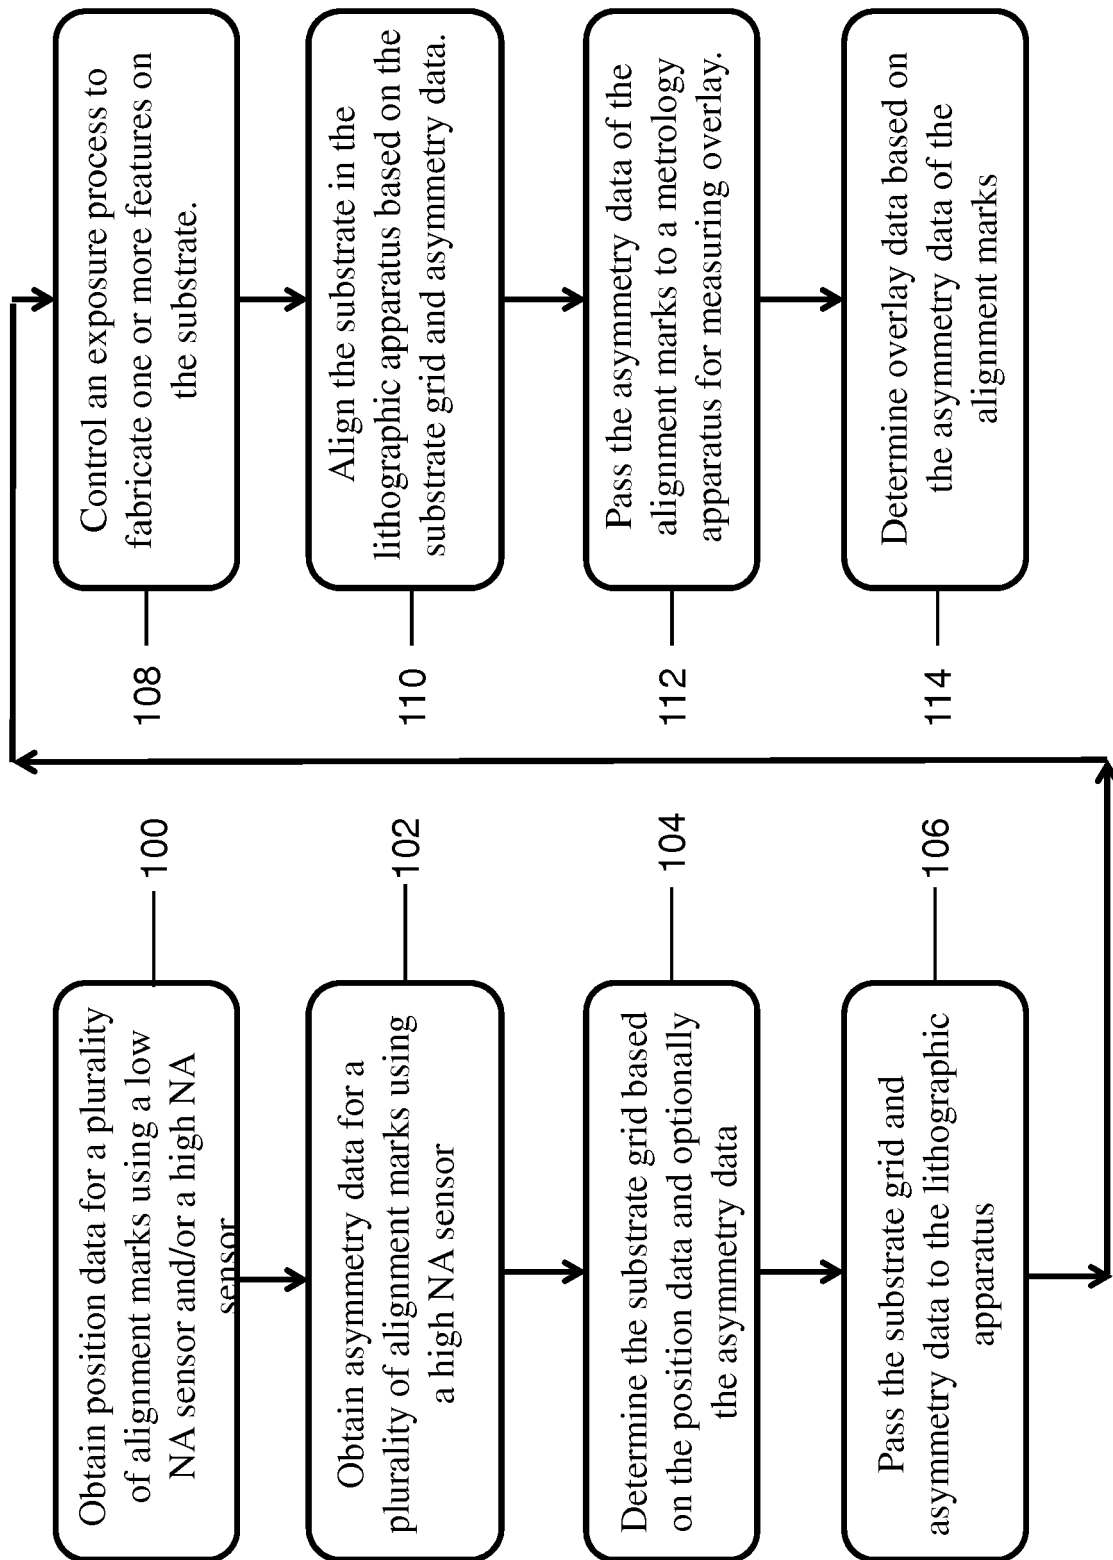 Obtain position data for a plurality
of alignment marks using a low
NA sensor and/or a high NA
sensor
100
Obtain asymmetry data for a
plurality of alignment marks using
a high NA sensor
102
Determine the substrate grid based
on the position data and optionally
the asymmetry data
104
Pass the substrate grid and
asymmetry data to the lithographic
apparatus
106
Control an exposure process to
fabricate one or more features on
the substrate.
108
Align the substrate in the
lithographic apparatus based on the
substrate grid and asymmetry data.
110
Pass the asymmetry data of the
alignment marks to a metrology
apparatus for measuring overlay.
112
Determine overlay data based on
the asymmetry data of the
alignment marks
114